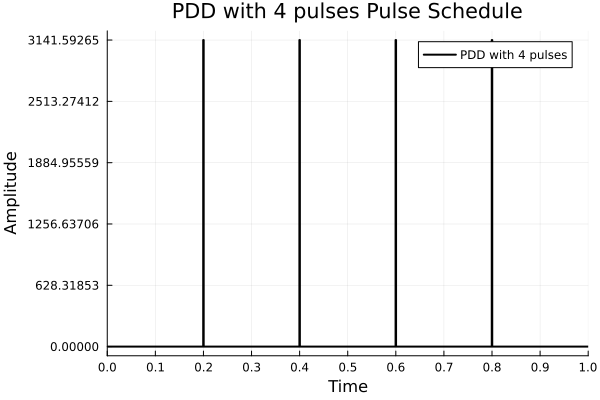 PDD with 4 pulses Pulse Schedule
3141.59265
PDD with 4 pulses
2513.27412
1884.95559
Amplitude
1256.63706
628.31853
0.00000
0.0 0.1 0.2 0.3 0.4 0.5 0.6 0.7 0.8 0.9 1.0
Time